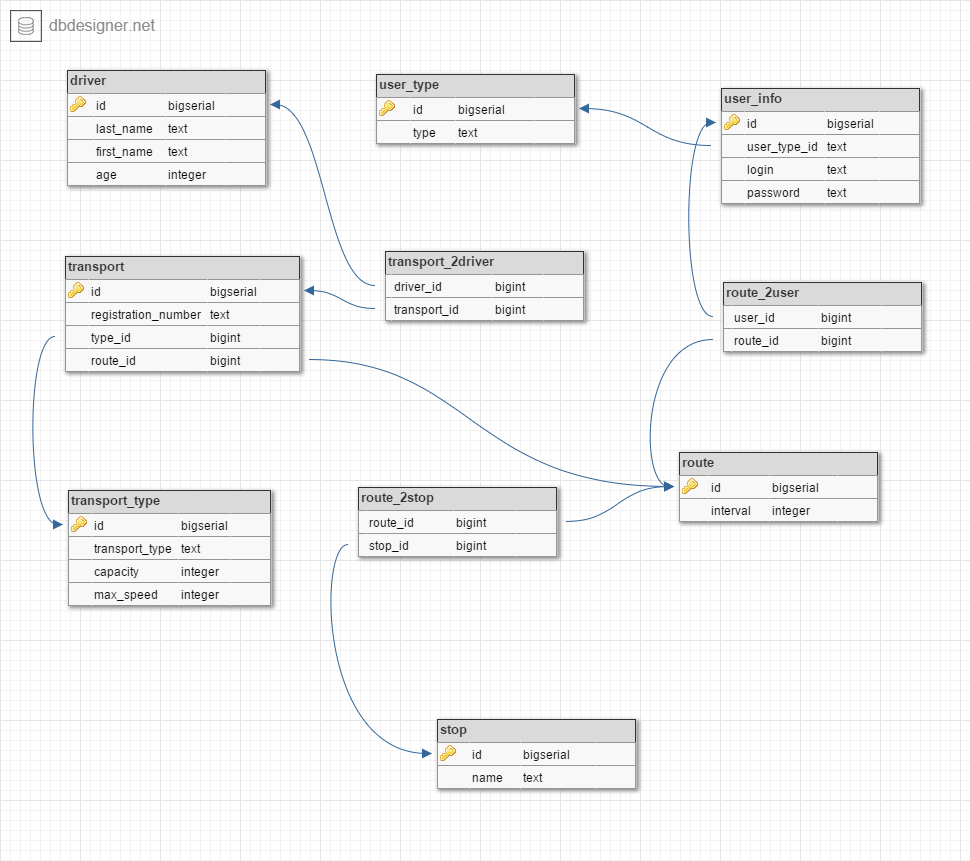 dbdesigner.net
driver
id bigserial
last_name text
first_name text
age integer
user_type
id bigserial
type text
user_info
id bigserial
user_type_id text
login text
password text
transport
id bigserial
registration_number text
type_id bigint
route_id bigint
transport_2driver
driver_id bigint
transport_id bigint
route_2user
user_id bigint
route_id bigint
transport_type
id bigserial
transport_type text
capacity integer
max_speed integer
route_2stop
route_id bigint
stop_id bigint
route
id bigserial
interval integer
stop
id bigserial
name text